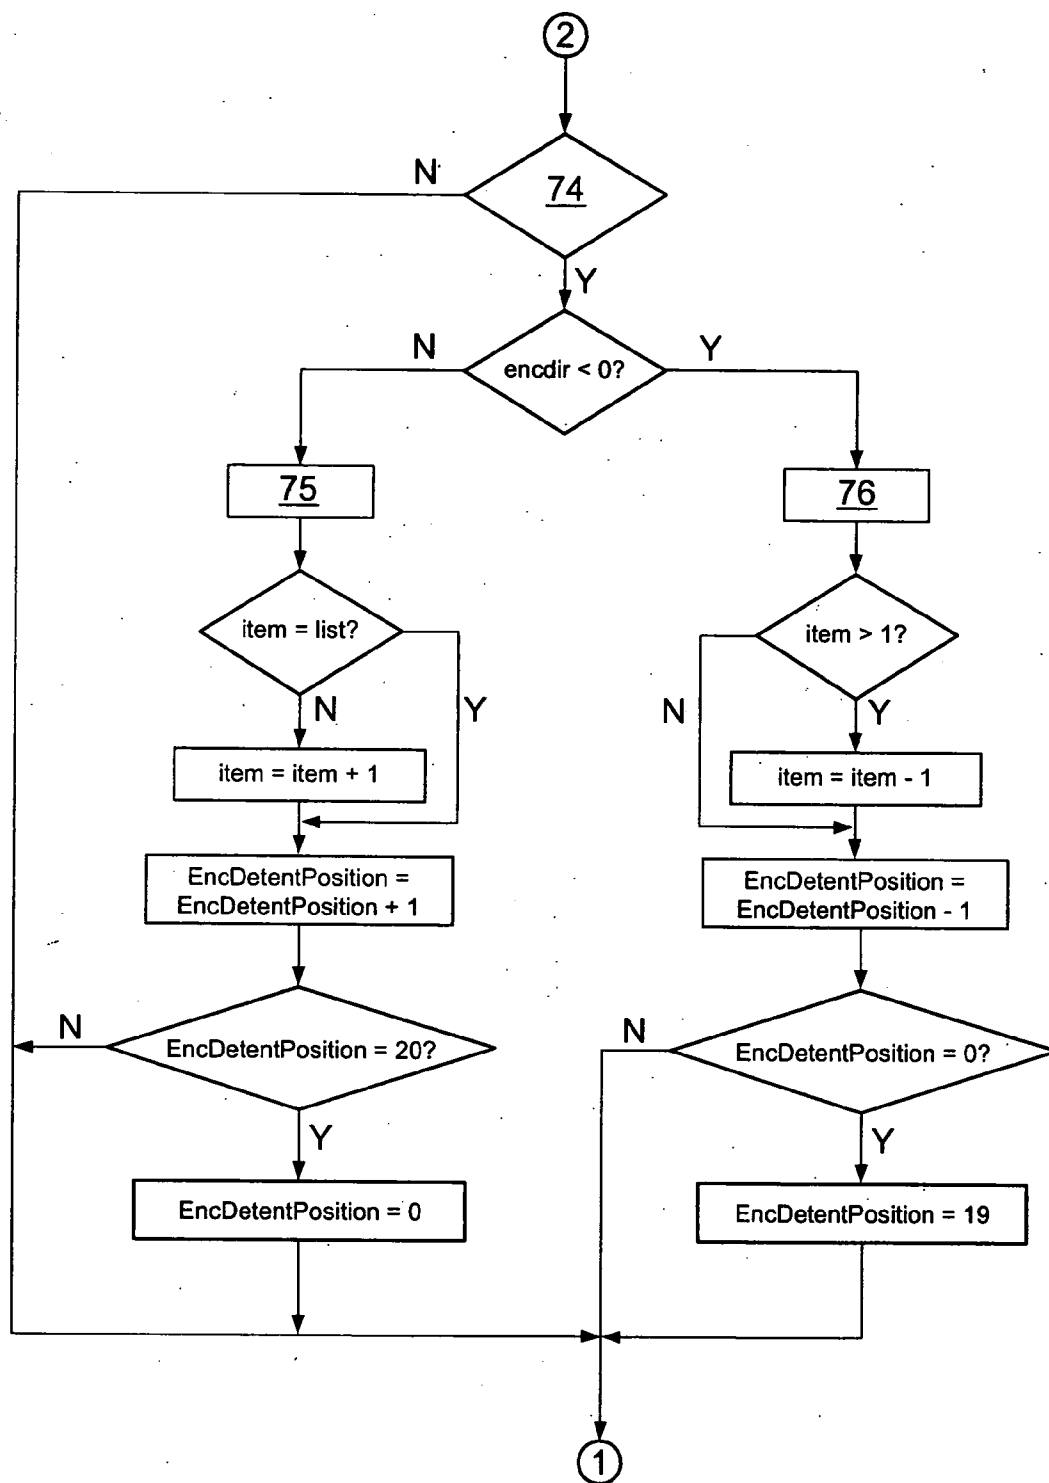 2
N
74
Y
N
encdir < 0?
Y
75
76
item = list?
item > 1?
N
Y
N
Y
item = item + 1
item = item - 1
EncDetentPosition =
EncDetentPosition + 1
EncDetentPosition =
EncDetentPosition - 1
N
EncDetentPosition = 20?
N
EncDetentPosition = 0?
Y
Y
EncDetentPosition = 0
EncDetentPosition = 19
1